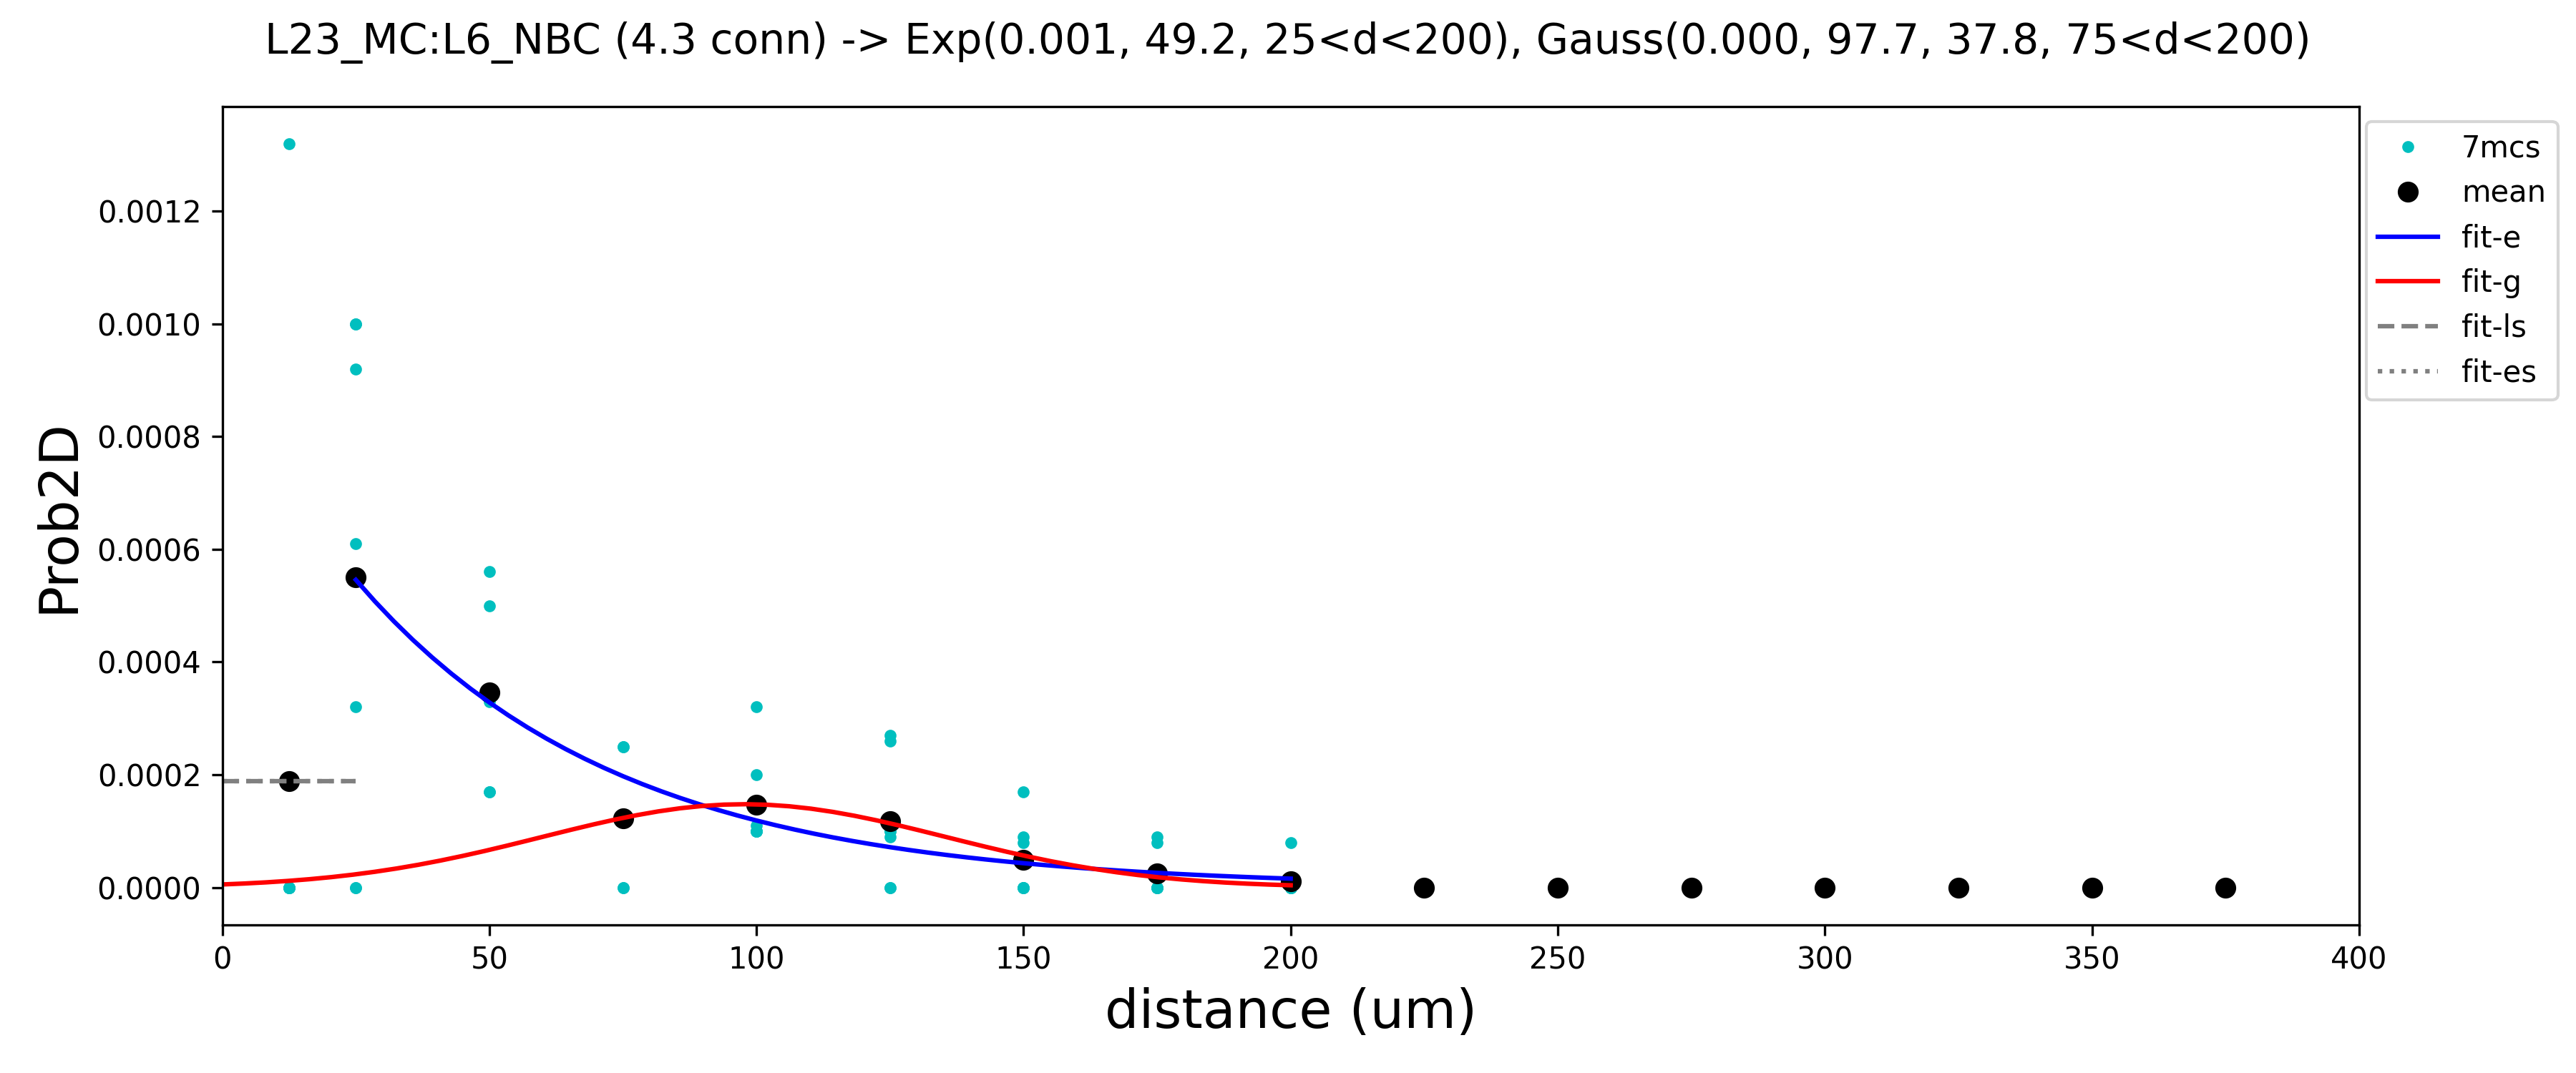 L23_MC:L6_NBC (4.3 conn) -> Exp(0.001, 49.2, 25<d<200), Gauss(0.000, 97.7, 37.8, 75<d<200)
7mcs
mean
fit-e
fit-g
fit-ls
fit-es
Prob2D
0.0012
0.0010
0.0008
0.0006
0.0004
0.0002
0.0000
0 50 100 150 200 250 300 350 400
distance (um)